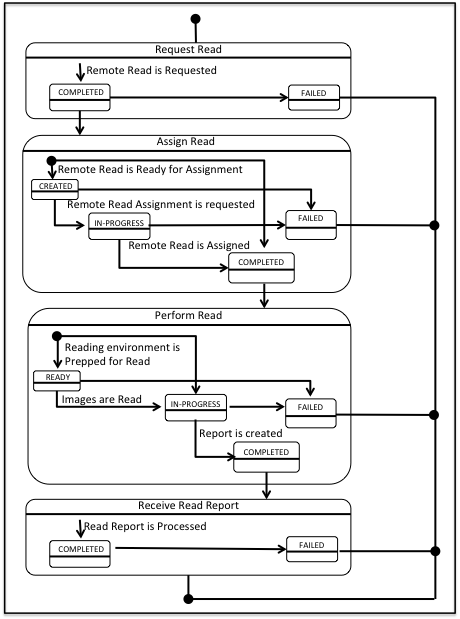 Request Read
Remote Read is Requested
COMPLETED
FAILED
Assign Read
Remote Read is Ready for Assignment
CREATED
Remote Read Assignment is requested
IN-PROGRESS
FAILED
Remote Read is Assigned
COMPLETED
Perform Read
Reading environment is
Prepped for Read
READY
Images are Read
IN-PROGRESS
FAILED
Report is created
COMPLETED
Receive Read Report
Read Report is Processed
COMPLETED
FAILED